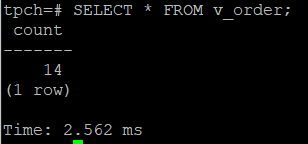 tpch=# SELECT * FROM v_order;
count
-------
14
(1 row)
Time: 2.562 ms